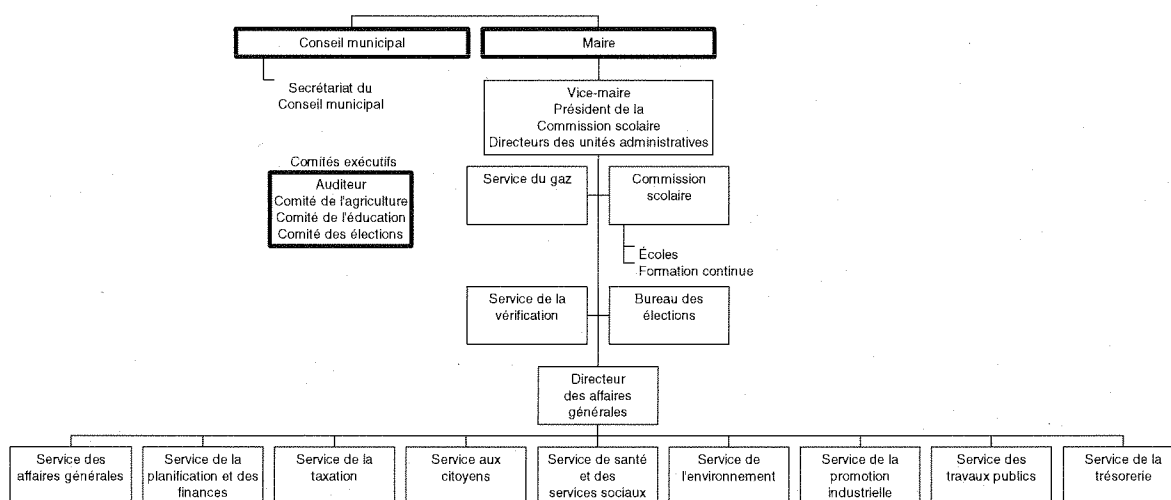 Conseil municipal
Maire
Secrétariat du
Conseil municipal
Vice-maire
Président de la
Commission scolaire
Directeurs des unités administratives
Comités exécutifs
Auditeur
Comité de l'agriculture
Comité de l'éducation
Comité des élections
Service du gaz
Commission
scolaire
Écoles
Formation continue
Service de la
vérification
Bureau des
élections
Directeur
des affaires
générales
Service des
affaires générales
Service de la
planification et des
finances
Service de la
taxation
Service aux
citoyens
Service de santé
et des
services sociaux
Service de
l'environnement
Service de la
promotion
industrielle
Service des
travaux publics
Service de la
trésorerie